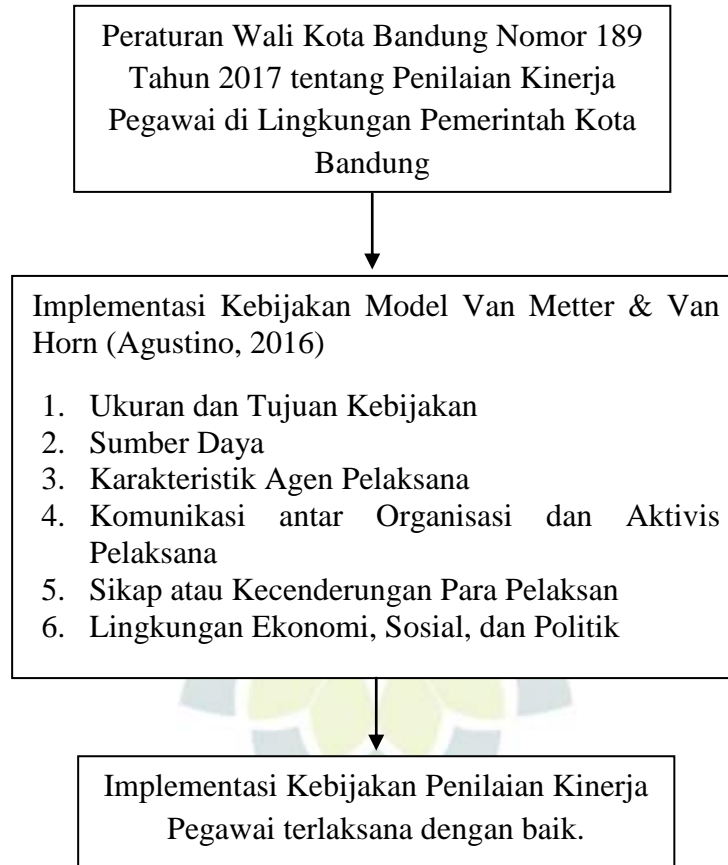 Peraturan Wali Kota Bandung Nomor 189
Tahun 2017 tentang Penilaian Kinerja
Pegawai di Lingkungan Pemerintah Kota
Bandung
Implementasi Kebijakan Model Van Metter & Van
Horn (Agustino, 2016)
1. Ukuran dan Tujuan Kebijakan
2. Sumber Daya
3. Karakteristik Agen Pelaksana
4. Komunikasi antar Organisasi dan Aktivis
Pelaksana
5. Sikap atau Kecenderungan Para Pelaksan
6. Lingkungan Ekonomi, Sosial, dan Politik
Implementasi Kebijakan Penilaian Kinerja
Pegawai terlaksana dengan baik.